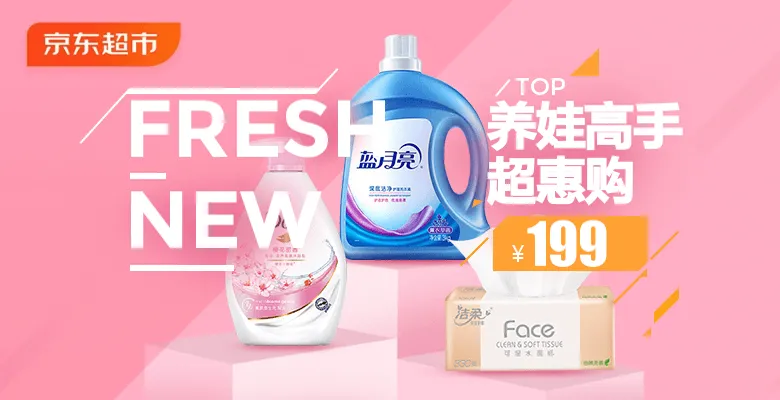 京东超市
FRESH
NEW
TOP
养娃高手
超惠购
¥199
蓝月亮
深层洁净
洁柔
Face
CLEAN & SOFT TISSUE